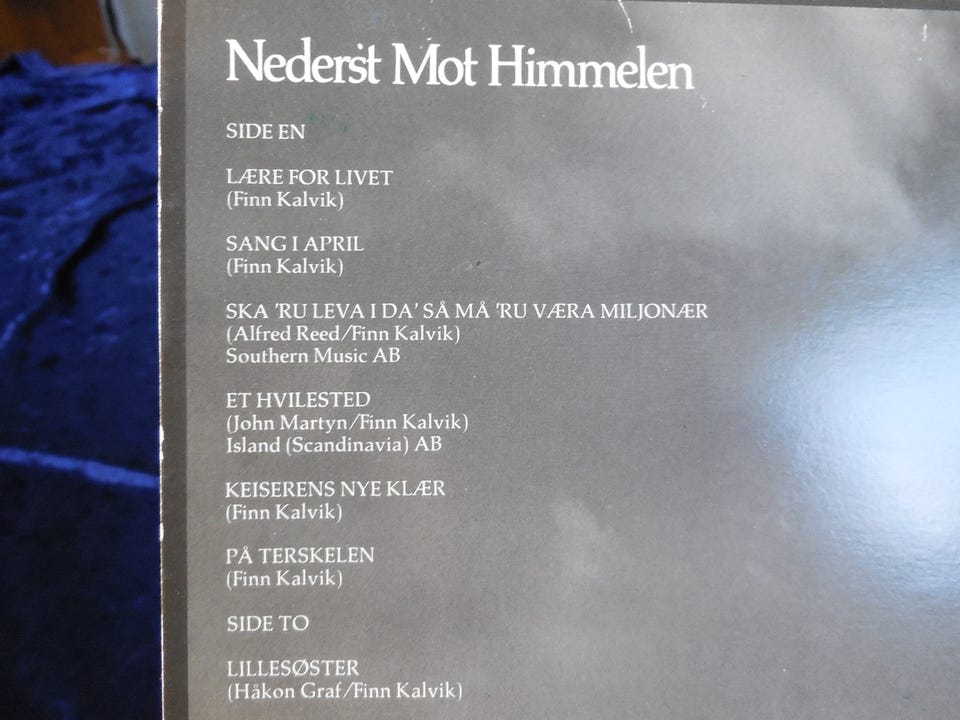 Nederst Mot Himmelen
SIDE EN
LÆRE FOR LIVET
(Finn Kalvik)
SANG I APRIL
(Finn Kalvik)
SKA 'RU LEVA I DA' SÅ MÅ 'RU VÆRA MILJONÆR
(Alfred Reed/Finn Kalvik)
Southern Music AB
ET HVILESTED
(John Martyn/Finn Kalvik)
Island (Scandinavia) AB
KEISERENS NYE KLÆR
(Finn Kalvik)
PÅ TERSKELEN
(Finn Kalvik)
SIDE TO
LILLESØSTER
(Håkon Graf/Finn Kalvik)